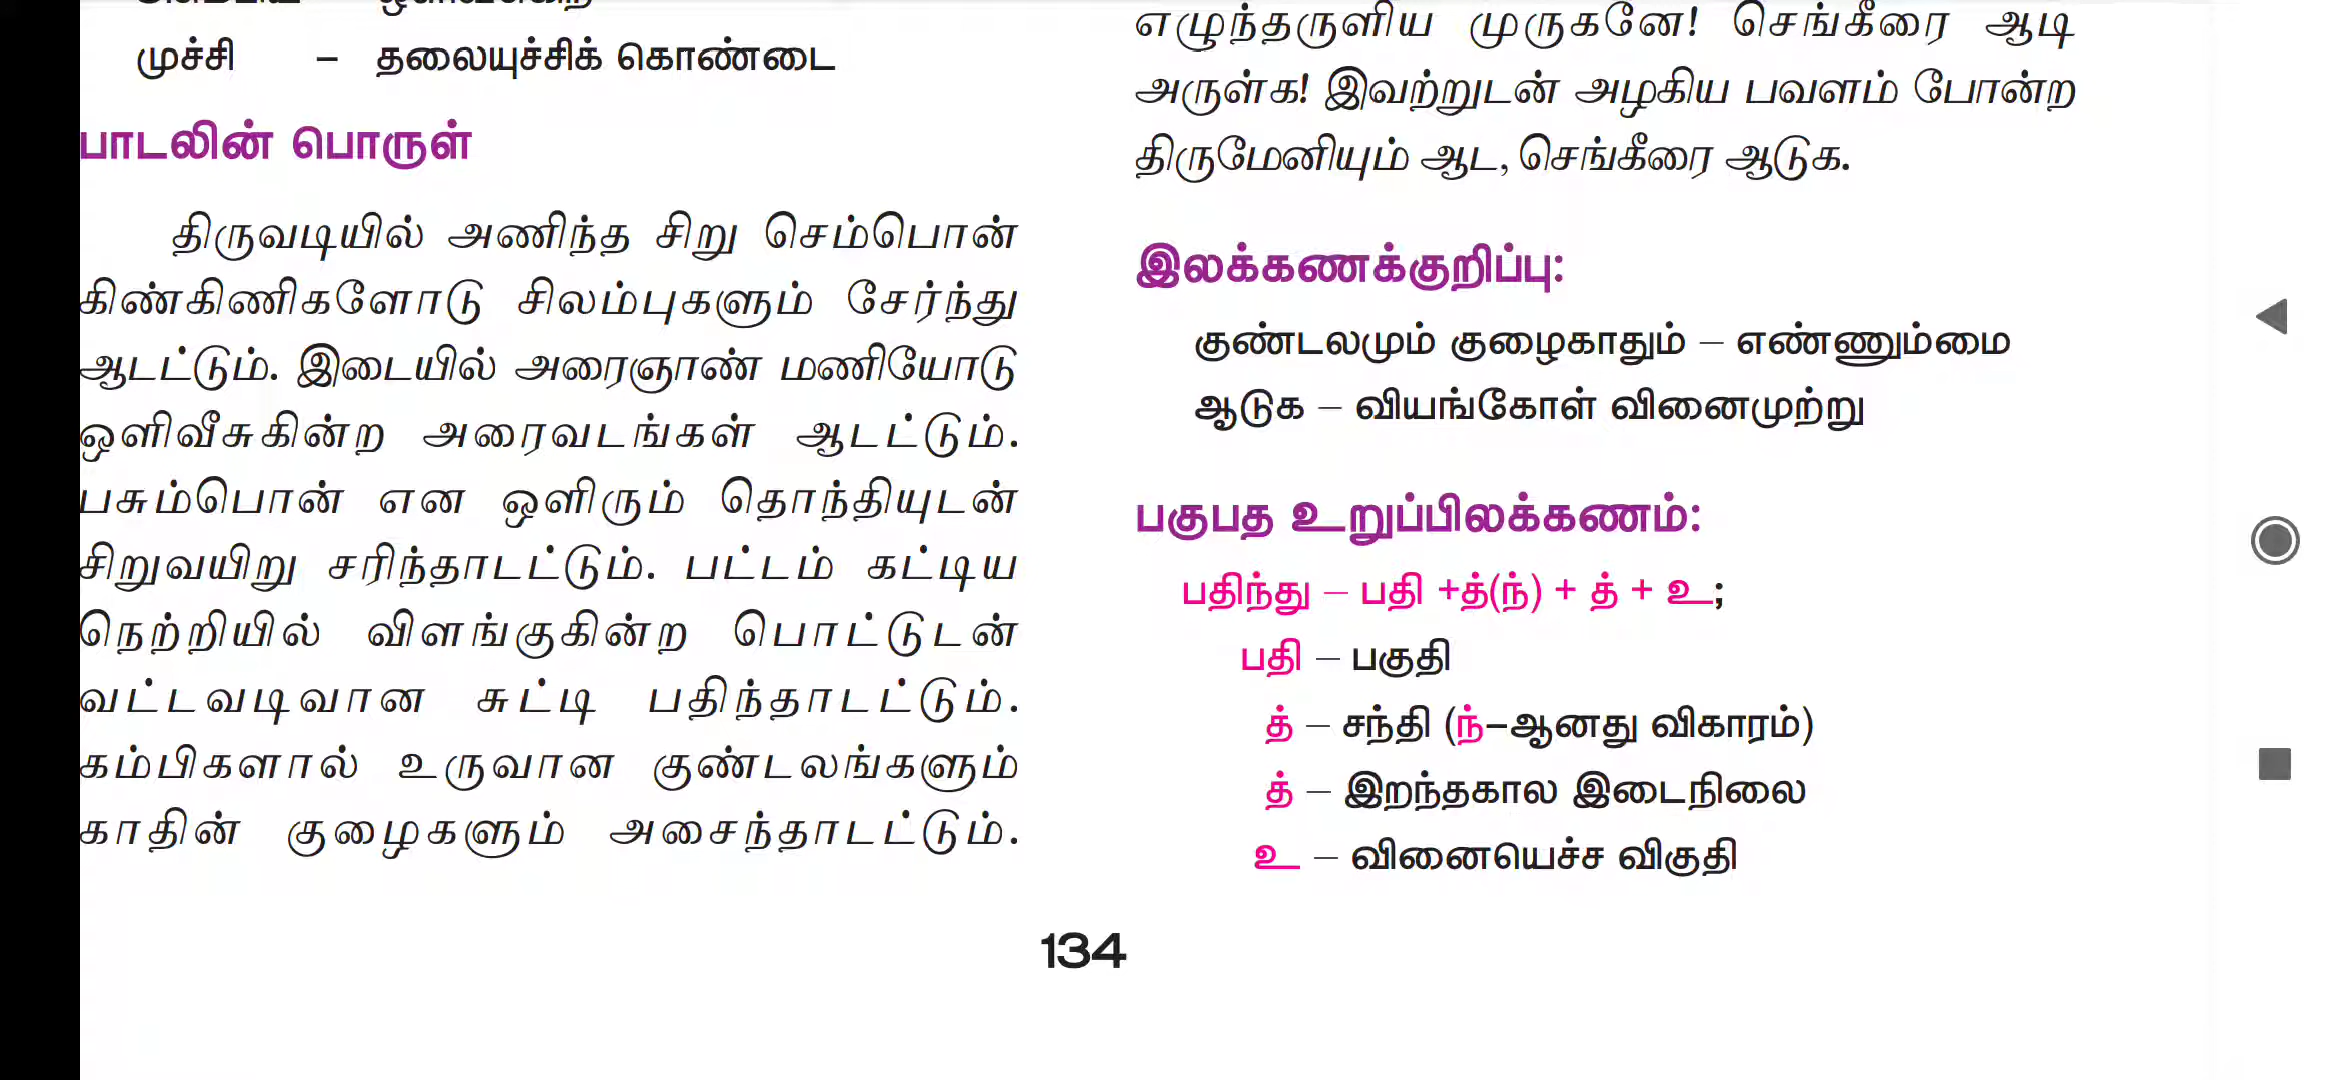 முச்சி – தலையுச்சிக் கொண்டை
பாடலின் பொருள்
திருவடியில் அணிந்த சிறு செம்பொன்
கிண்கிணிகளோடு சிலம்புகளும் சேர்ந்து
ஆடட்டும். இடையில் அரைஞாண் மணியோடு
ஒளிவீசுகின்ற அரைவடங்கள் ஆடட்டும்.
பசும்பொன் என ஒளிரும் தொந்தியுடன்
சிறுவயிறு சரிந்தாடட்டும். பட்டம் கட்டிய
நெற்றியில் விளங்குகின்ற பொட்டுடன்
வட்டவடிவான சுட்டி பதிந்தாடட்டும்.
கம்பிகளால் உருவான குண்டலங்களும்
காதின் குழைகளும் அசைந்தாடட்டும்.
எழுந்தருளிய முருகனே! செங்கீரை ஆடி
அருள்க! இவற்றுடன் அழகிய பவளம் போன்ற
திருமேனியும் ஆட, செங்கீரை ஆடுக.
இலக்கணக்குறிப்பு:
குண்டலமும் குழைகாதும் – எண்ணும்மை
ஆடுக – வியங்கோள் வினைமுற்று
பகுபத உறுப்பிலக்கணம்:
பதிந்து – பதி +த்(ந்) + த் + உ;
பதி – பகுதி
த் – சந்தி (ந்–ஆனது விகாரம்)
த் – இறந்தகால இடைநிலை
உ – வினையெச்ச விகுதி
134